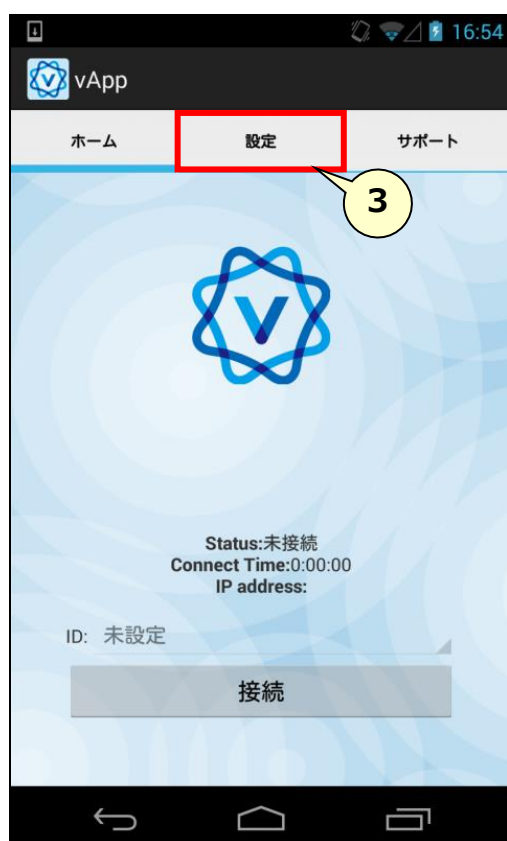 16:54
vApp
ホーム 設定 サポート
3
V
Status:未接続
Connect Time:0:00:00
IP address:
ID: 未設定
接続